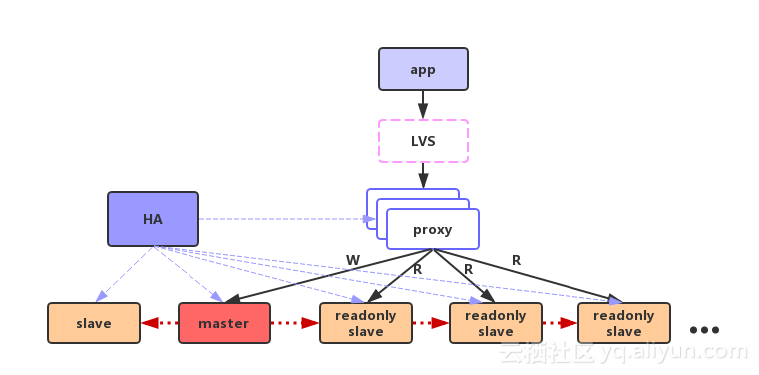 app
LVS
HA
proxy
W
R
R
R
slave
master
readonly
slave
readonly
slave
readonly
slave
云栖社区 yq.aliyun.com